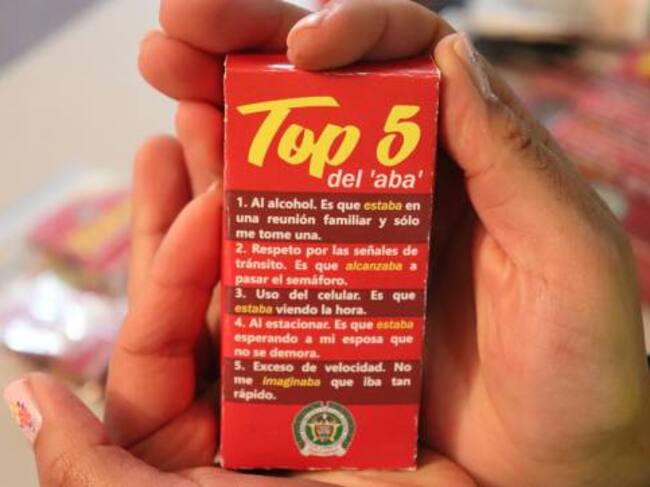 Top 5
del 'aba'
1. Al alcohol. Es que estaba en
una reunión familiar y sólo
me tome una.
2. Respeto por las señales de
tránsito. Es que alcanzaba a
pasar el semáforo.
3. Uso del celular. Es que
estaba viendo la hora.
4. Al estacionar. Es que estaba
esperando a mi esposa que
no se demora.
5. Exceso de velocidad. No
me imaginaba que iba tan
rápido.